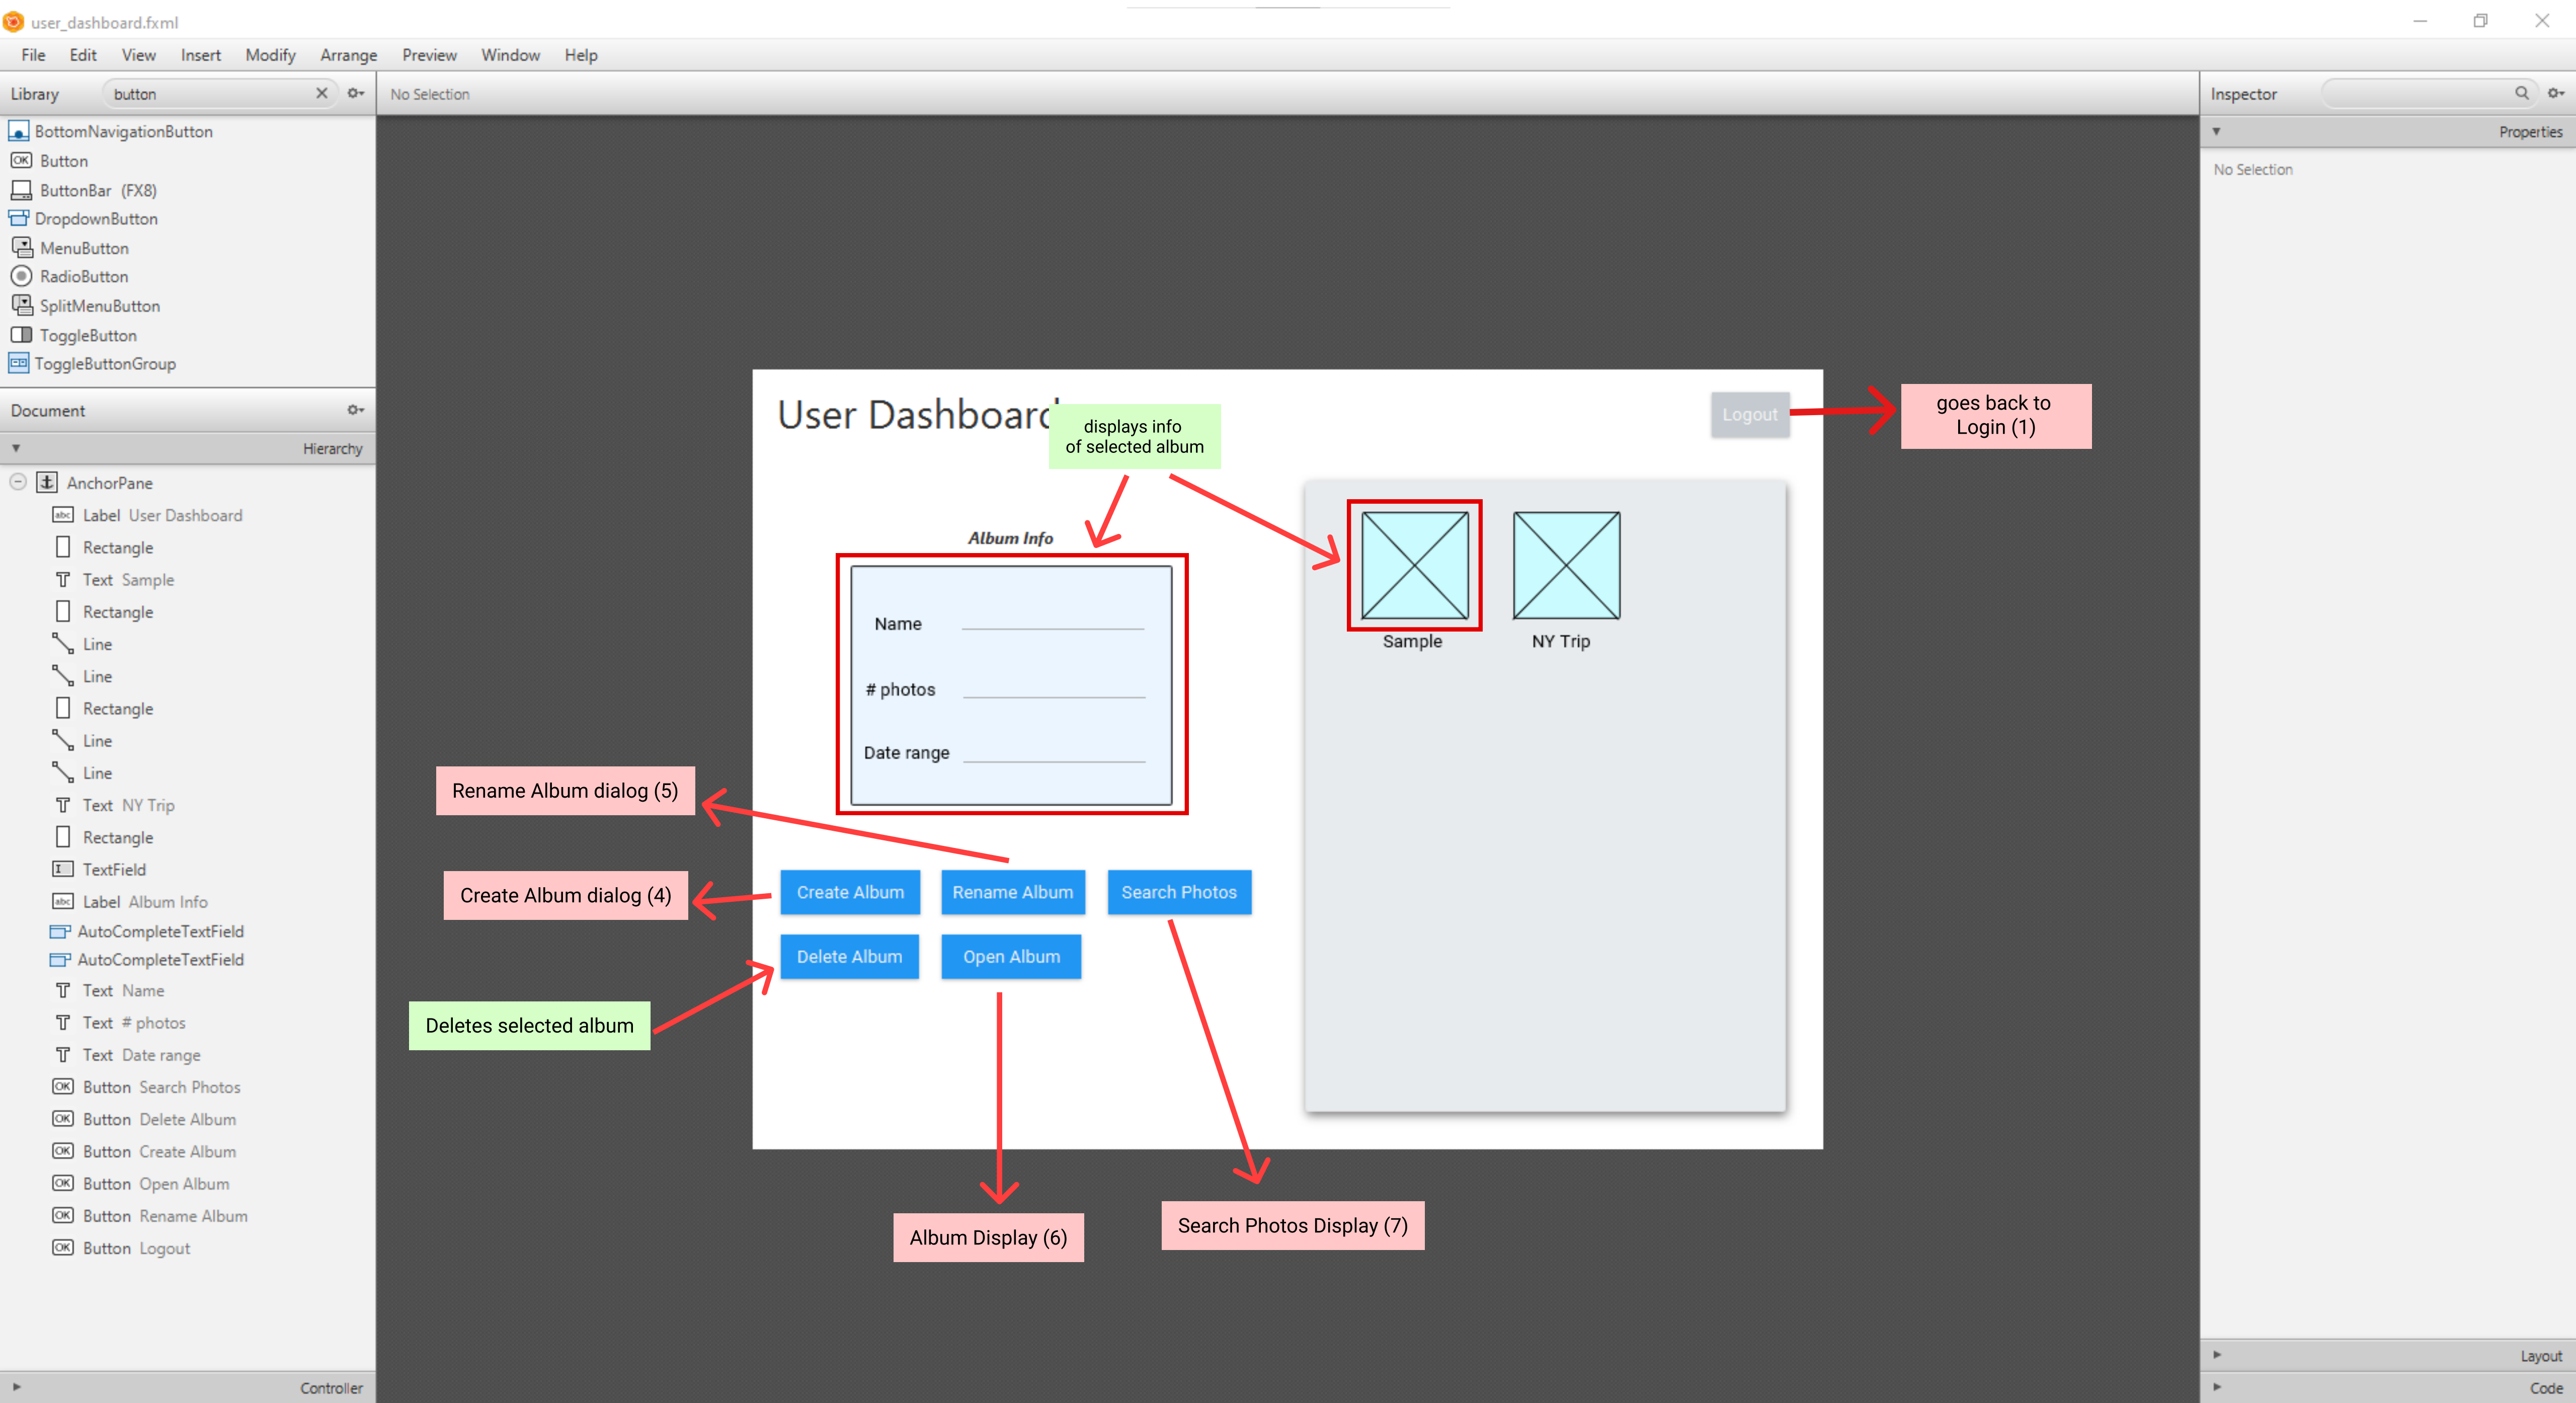 user_dashboard.fxml
File Edit View Insert Modify Arrange Preview Window Help
Library button
No Selection
Inspector
BottomNavigationButton
Button
ButtonBar (FX8)
DropdownButton
MenuButton
RadioButton
SplitMenuButton
ToggleButton
ToggleButtonGroup
Document
Hierarchy
AnchorPane
Label User Dashboard
Rectangle
Text Sample
Rectangle
Line
Line
Rectangle
Line
Line
Text NY Trip
Rectangle
TextField
Label Album Info
AutoCompleteTextField
AutoCompleteTextField
Text Name
Text # photos
Text Date range
Button Search Photos
Button Delete Album
Button Create Album
Button Open Album
Button Rename Album
Button Logout
Controller
User Dashboard
displays info
of selected album
Logout
goes back to
Login (1)
Album Info
Name
# photos
Date range
Sample
NY Trip
Rename Album dialog (5)
Create Album dialog (4)
Create Album
Rename Album
Search Photos
Delete Album
Open Album
Deletes selected album
Album Display (6)
Search Photos Display (7)
Properties
No Selection
Layout
Code